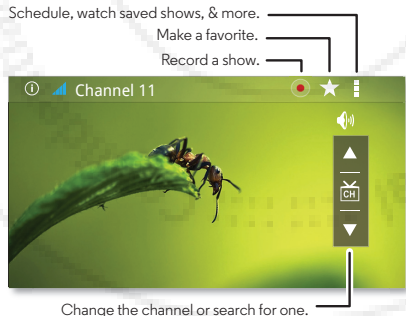 Schedule, watch saved shows, & more.
Make a favorite.
Record a show.
Channel 11
CH
Change the channel or search for one.